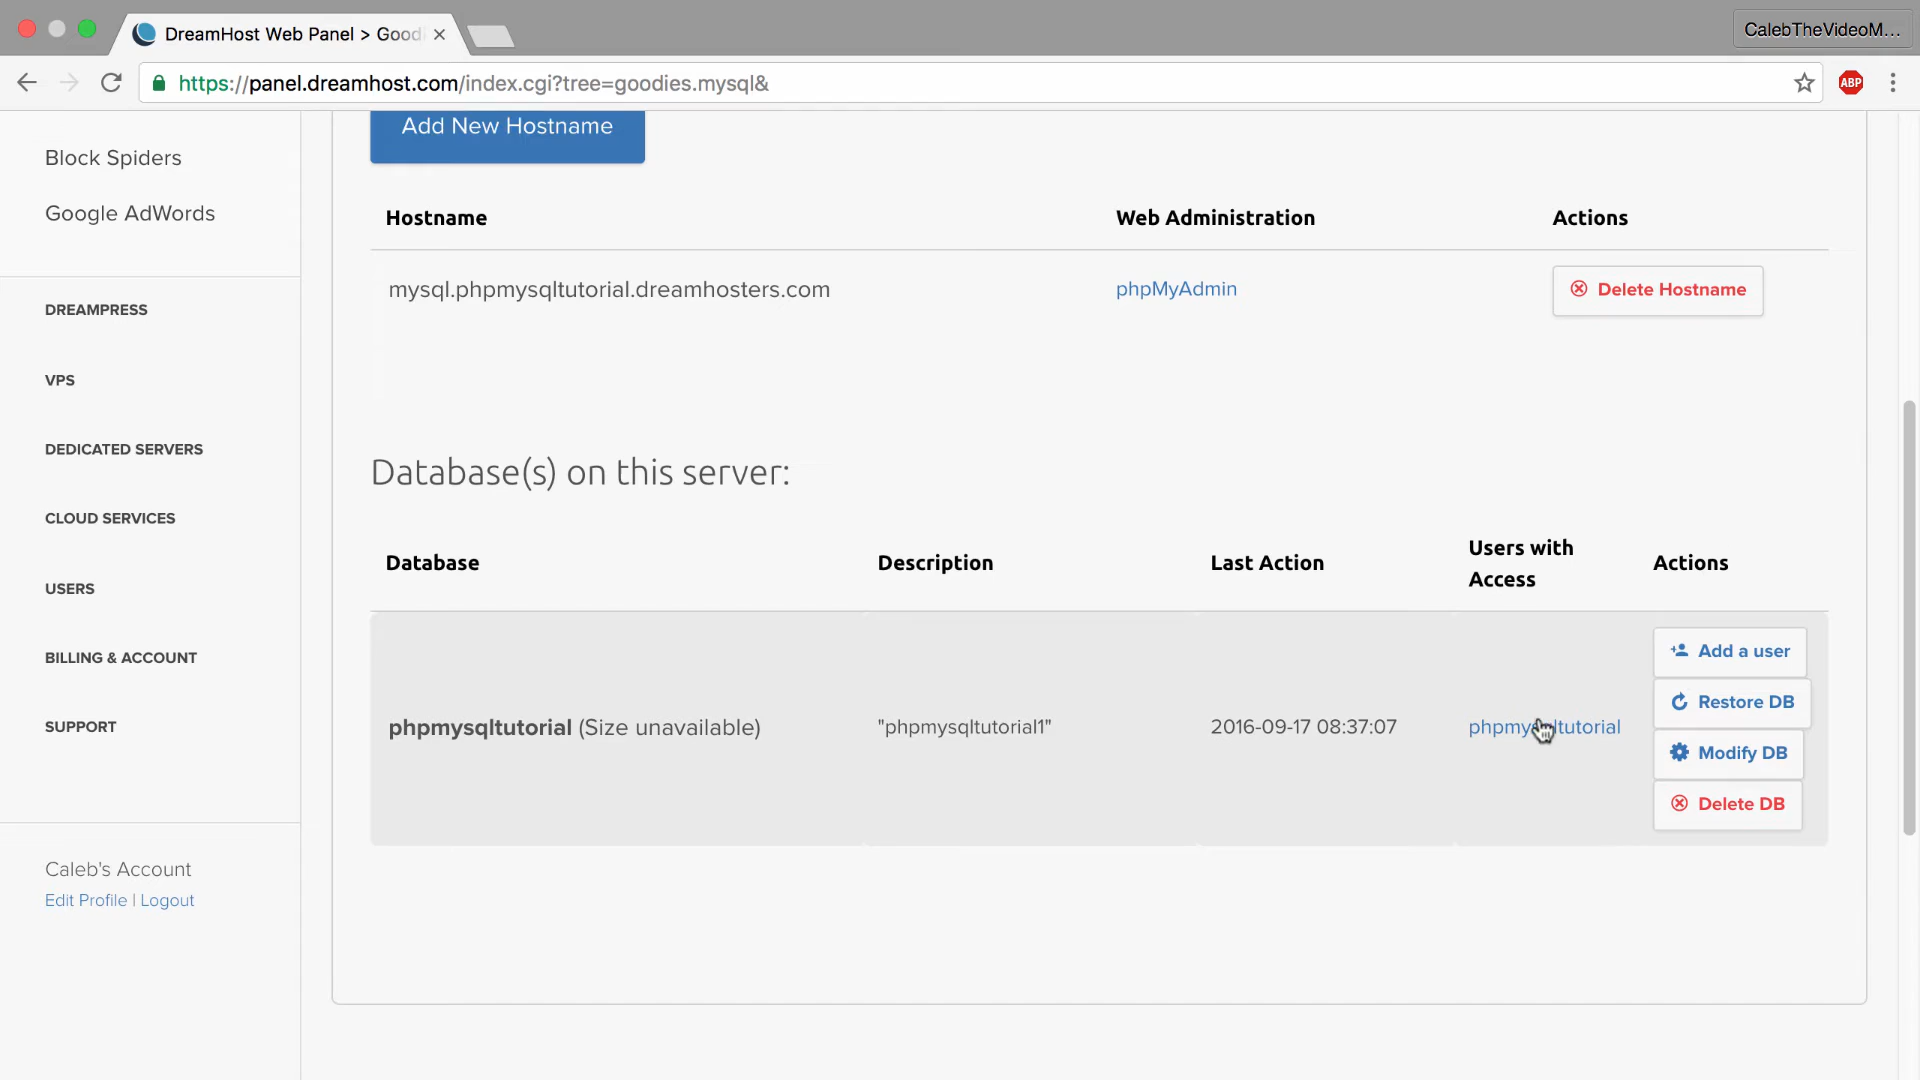 DreamHost Web Panel > Good
CalebTheVideoM...
https://panel.dreamhost.com/index.cgi?tree=goodies.mysql&
ABP
Add New Hostname
Block Spiders
Google AdWords
Hostname Web Administration Actions
mysql.phpmysqltutorial.dreamhosters.com phpMyAdmin Delete Hostname
DREAMPRESS
VPS
DEDICATED SERVERS
CLOUD SERVICES
USERS
BILLING & ACCOUNT
SUPPORT
Caleb's Account
Edit Profile | Logout
Database(s) on this server:
Database Description Last Action Users with Access Actions
phpmysqltutorial (Size unavailable) "phpmysqltutorial1" 2016-09-17 08:37:07 phpmysqltutorial
Add a user
Restore DB
Modify DB
Delete DB